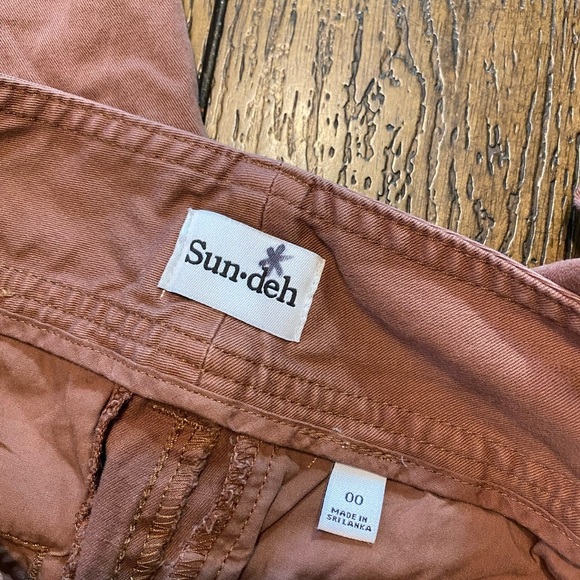 Sun·deh
00
MADE IN
SRI LANKA